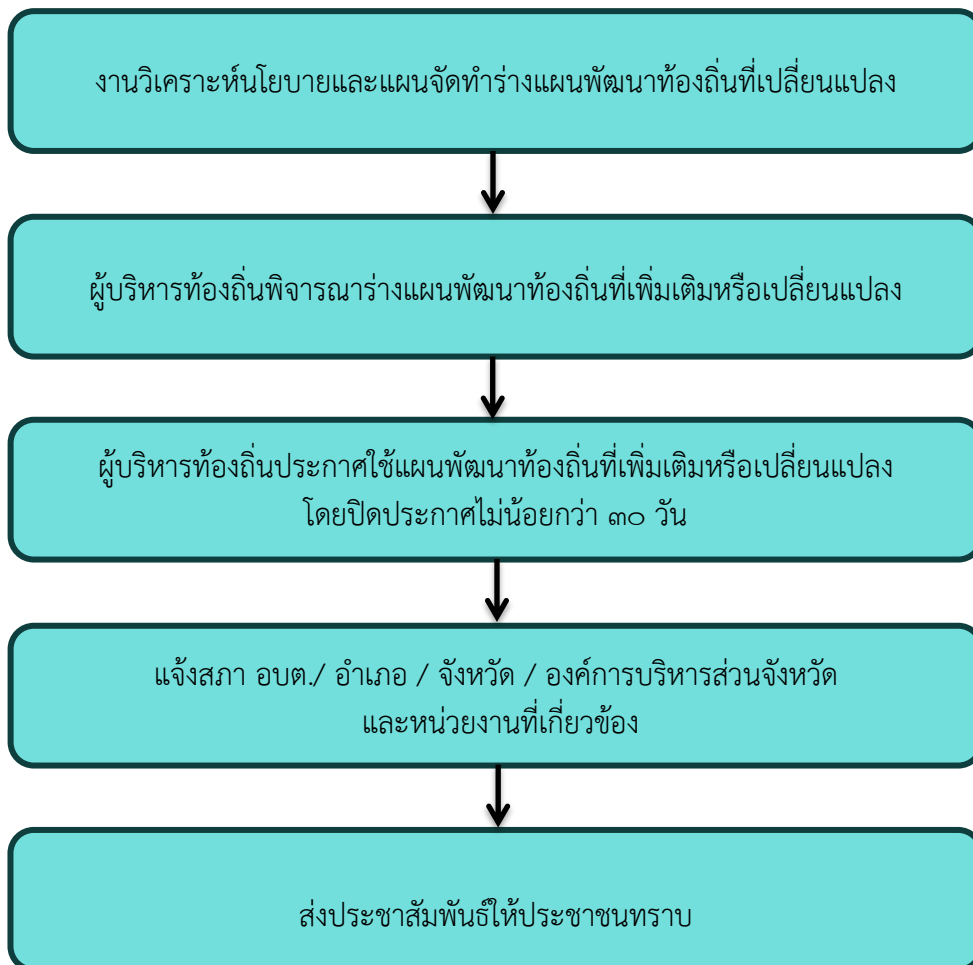 งานวิเคราะห์นโยบายและแผนจัดทำร่างแผนพัฒนาท้องถิ่นที่เปลี่ยนแปลง
ผู้บริหารท้องถิ่นพิจารณาร่างแผนพัฒนาท้องถิ่นที่เพิ่มเติมหรือเปลี่ยนแปลง
ผู้บริหารท้องถิ่นประกาศใช้แผนพัฒนาท้องถิ่นที่เพิ่มเติมหรือเปลี่ยนแปลง
โดยปิดประกาศไม่น้อยกว่า ๓๐ วัน
แจ้งสภา อบต./ อำเภอ / จังหวัด / องค์การบริหารส่วนจังหวัด
และหน่วยงานที่เกี่ยวข้อง
ส่งประชาสัมพันธ์ให้ประชาชนทราบ